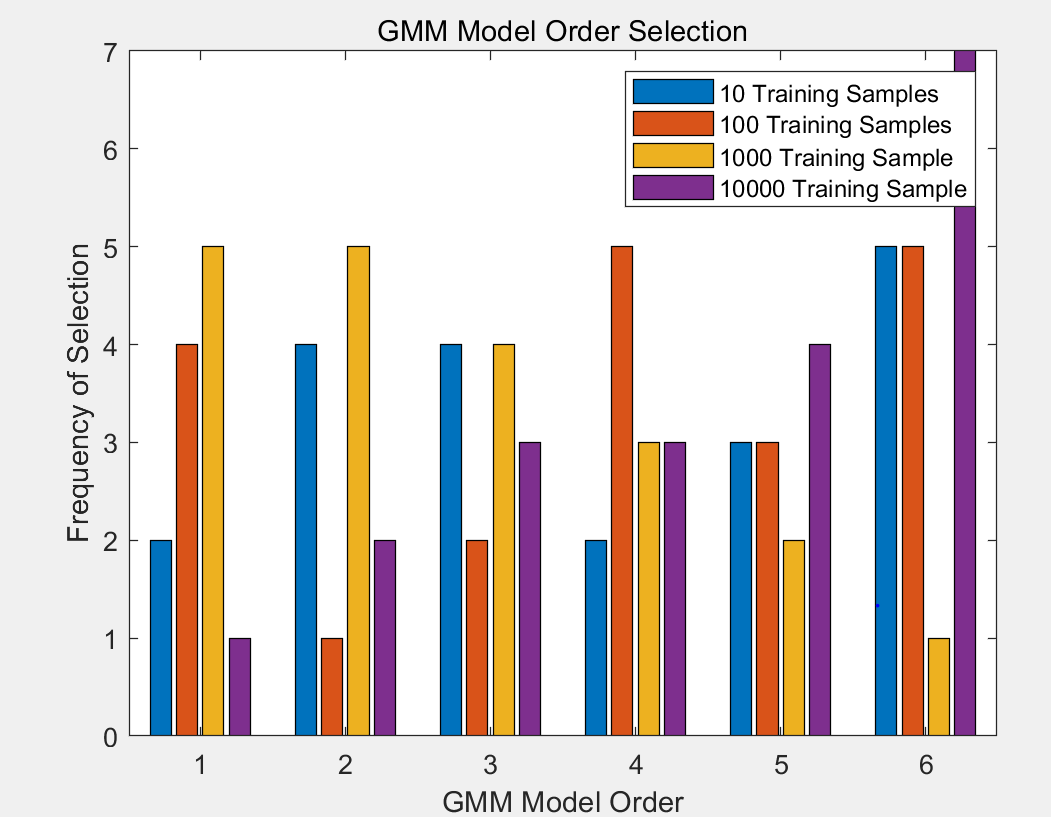 GMM Model Order Selection
7
6
5
4
3
2
1
0
Frequency of Selection
10 Training Samples
100 Training Samples
1000 Training Sample
10000 Training Sample
1 2 3 4 5 6
GMM Model Order